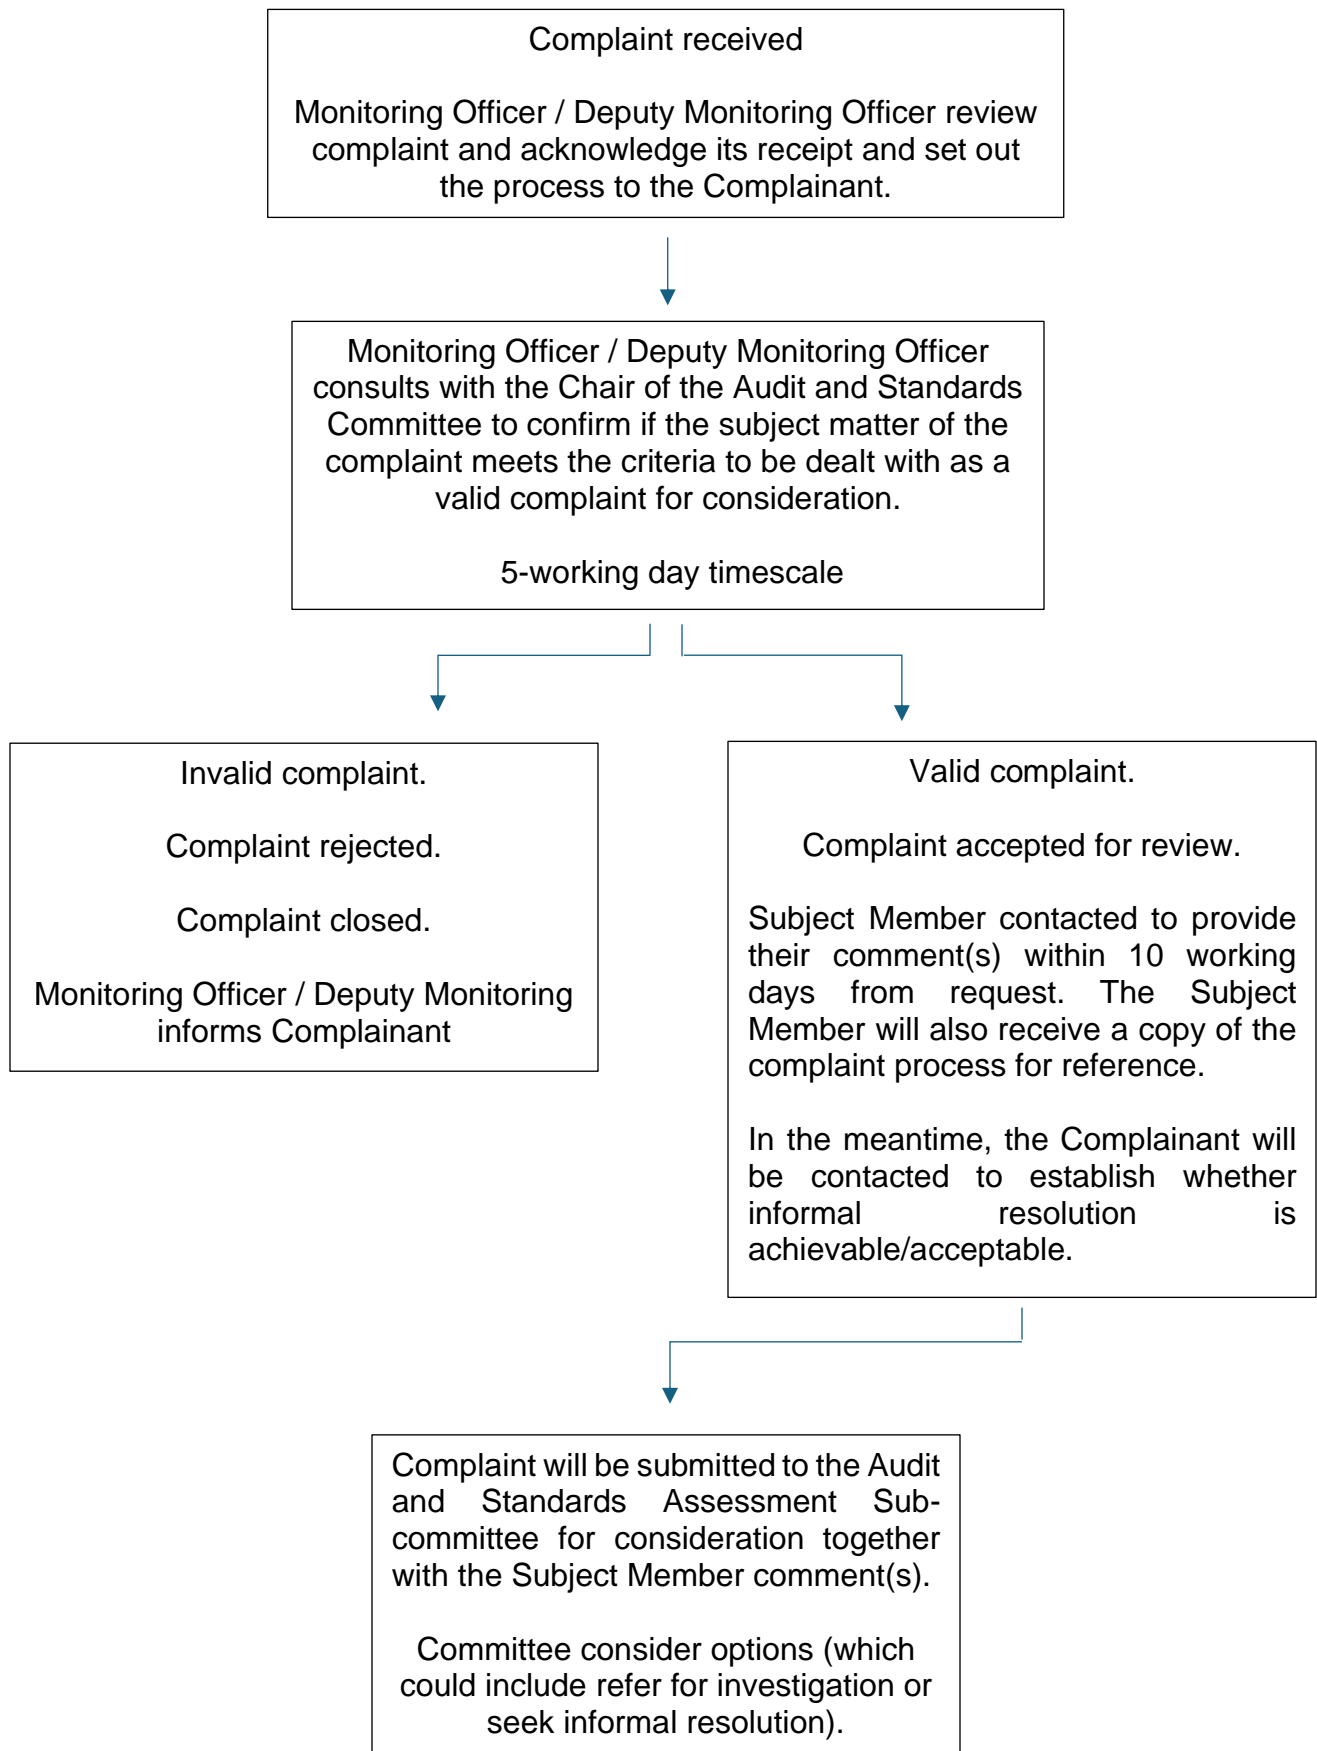 Complaint received
Monitoring Officer / Deputy Monitoring Officer review
complaint and acknowledge its receipt and set out
the process to the Complainant.
Monitoring Officer / Deputy Monitoring Officer
consults with the Chair of the Audit and Standards
Committee to confirm if the subject matter of the
complaint meets the criteria to be dealt with as a
valid complaint for consideration.
5-working day timescale
Invalid complaint.
Complaint rejected.
Complaint closed.
Monitoring Officer / Deputy Monitoring
informs Complainant
Valid complaint.
Complaint accepted for review.
Subject Member contacted to provide
their comment(s) within 10 working
days from request. The Subject
Member will also receive a copy of the
complaint process for reference.
In the meantime, the Complainant will
be contacted to establish whether
informal resolution is
achievable/acceptable.
Complaint will be submitted to the Audit
and Standards Assessment Sub-
committee for consideration together
with the Subject Member comment(s).
Committee consider options (which
could include refer for investigation or
seek informal resolution).